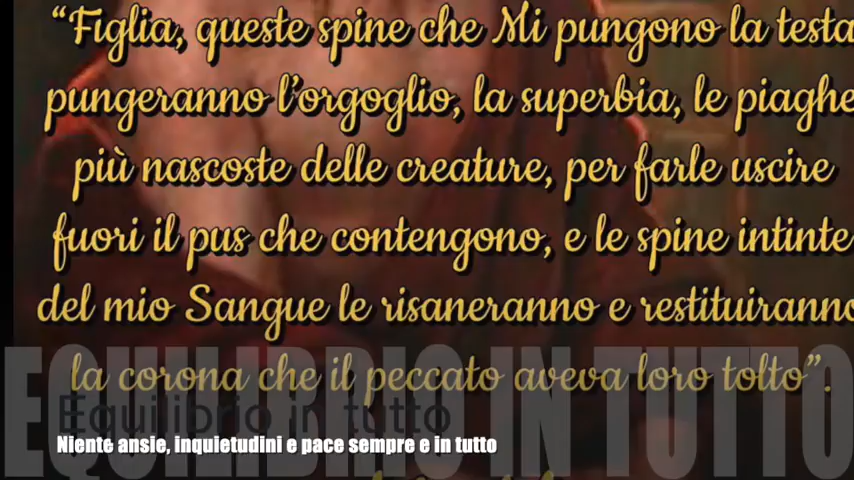 “Figlia, queste spine che Mi pungono la testa
pungeranno l’orgoglio, la superbia, le piaghe
più nascoste delle creature, per farle uscire
fuori il pus che contengono, e le spine intinte
del mio Sangue le risaneranno e restituiranno
la corona che il peccato aveva loro tolto”.
EQUILIBRIO IN TUTTO
Equilibrio in tutto
Niente ansie, inquietudini e pace sempre e in tutto